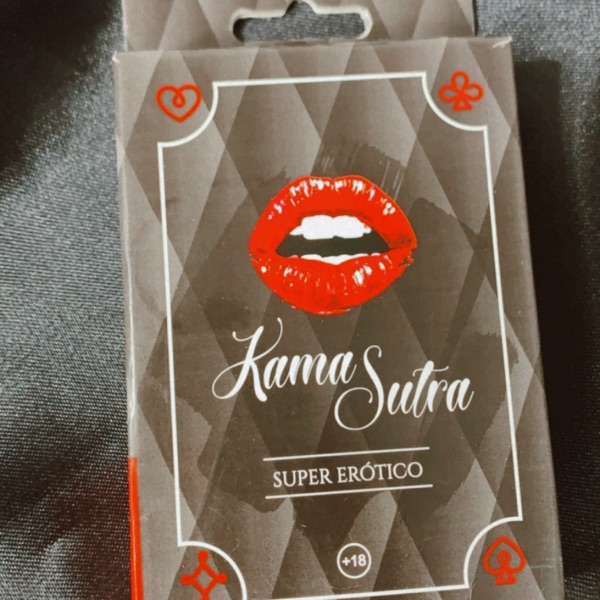 Kama Sutra
SUPER ERÓTICO
+18